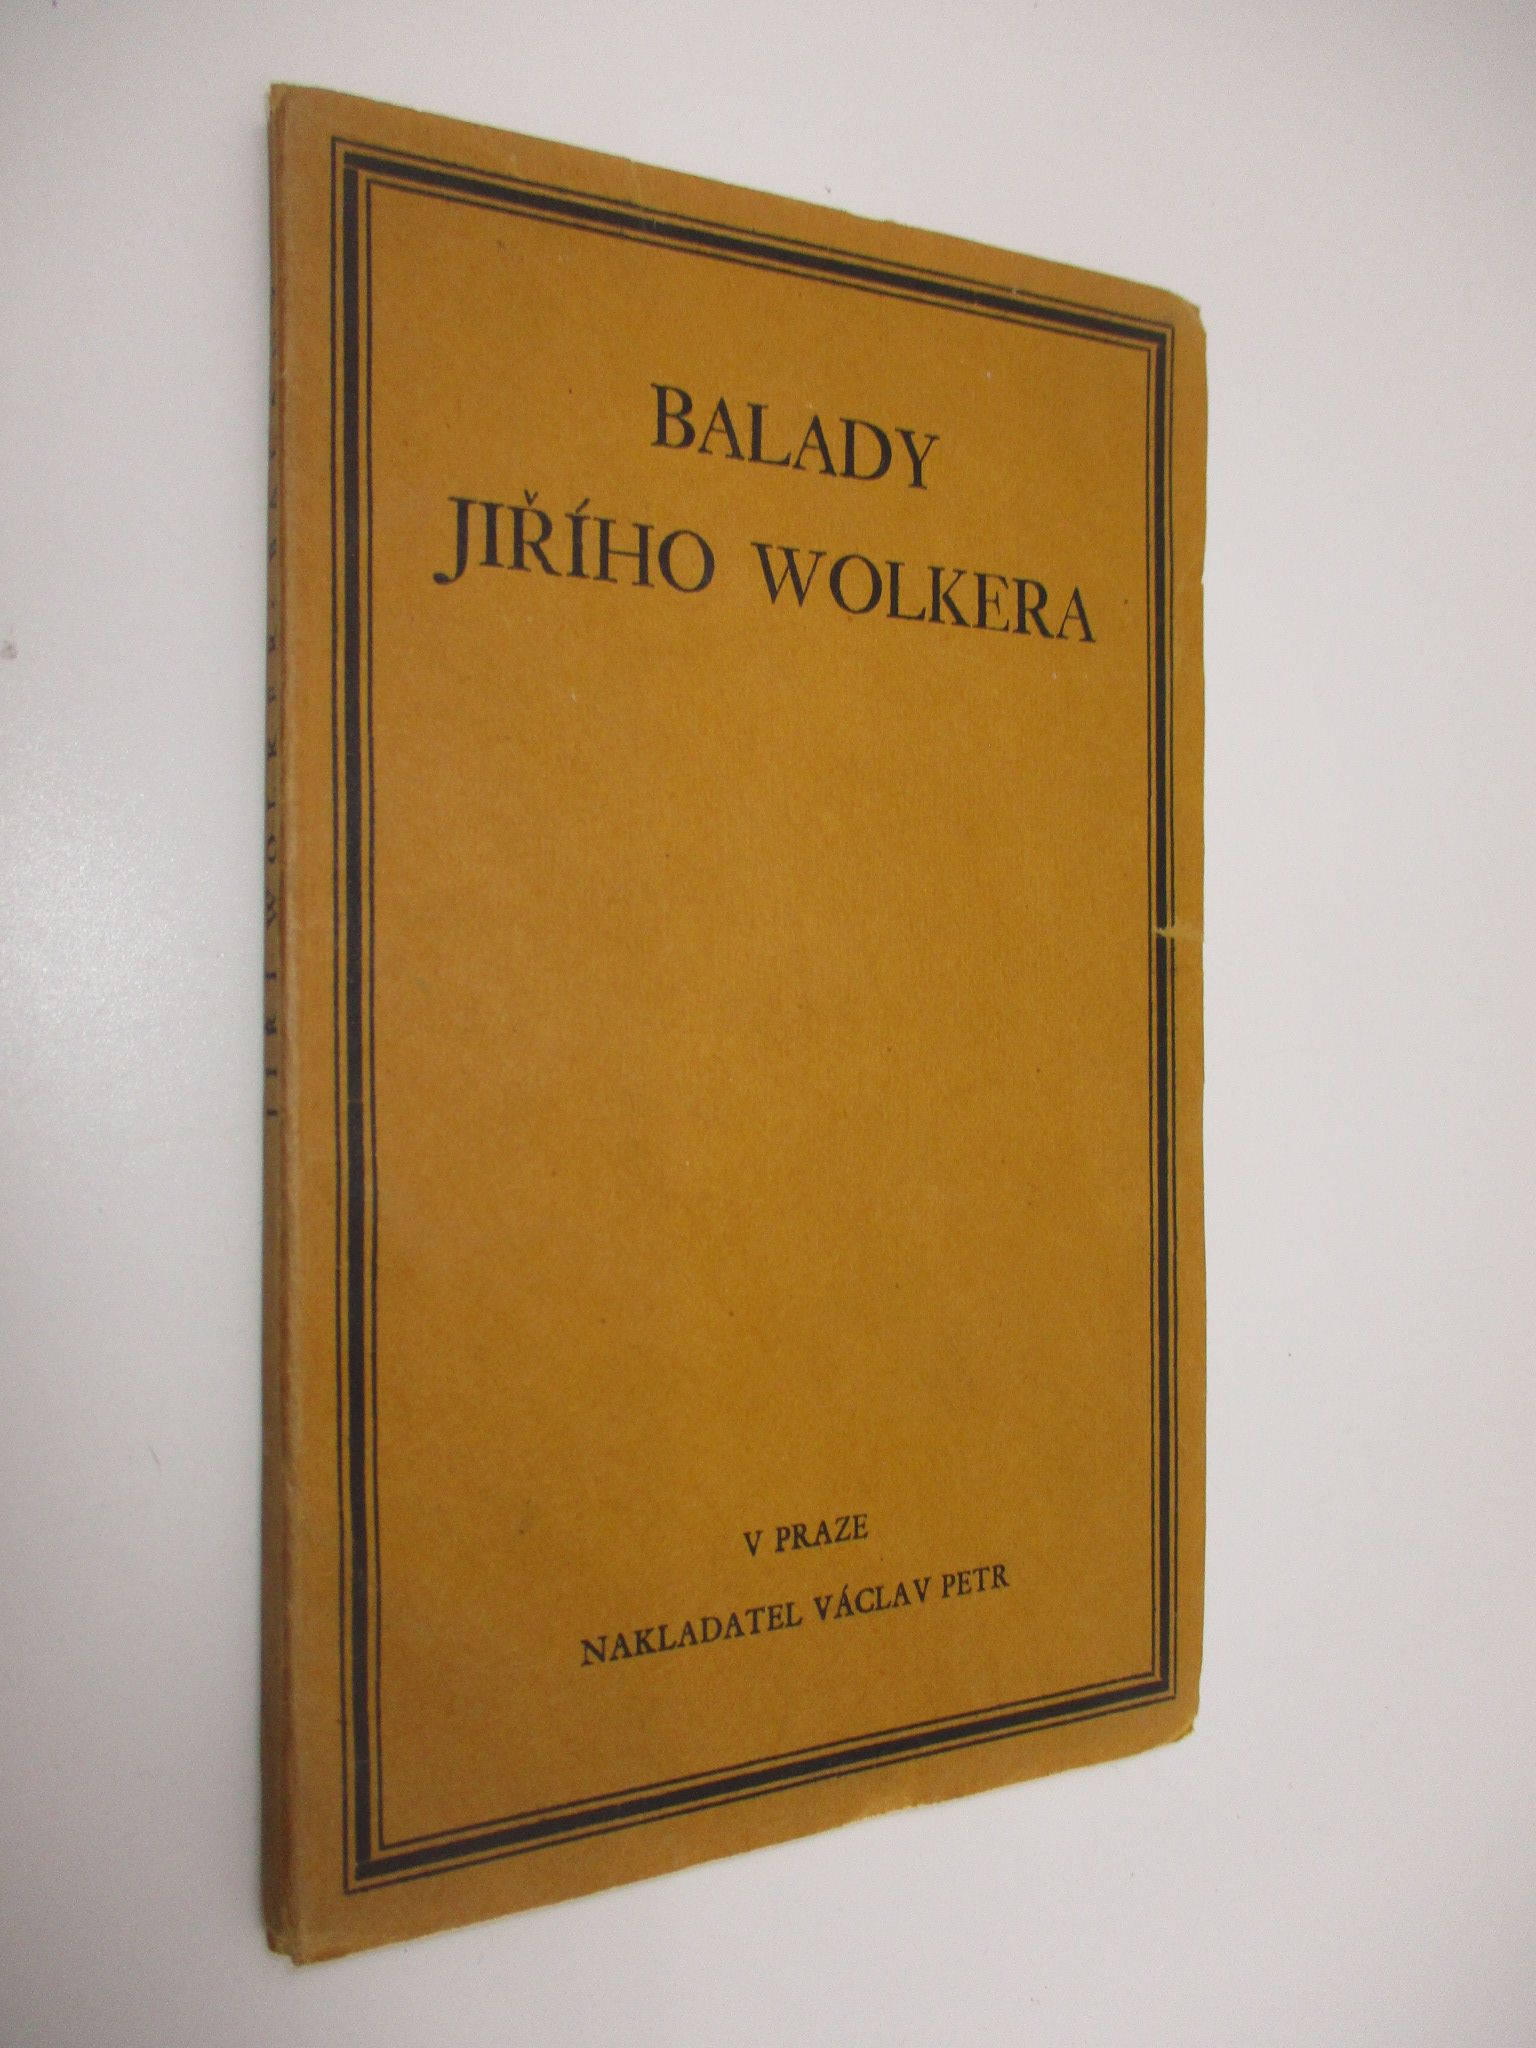 BALADY
JIŘÍHO WOLKERA
V PRAZE
NAKLADATEL VÁCLAV PETR
JIŘÍ WOLKER